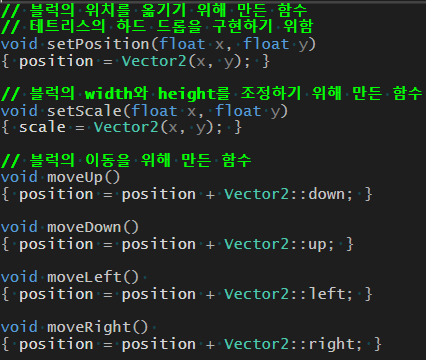 // 블럭의 위치를 옮기기 위해 만든 함수
// 테트리스의 하드 드롭을 구현하기 위함
void setPosition(float x, float y)
{ position = Vector2(x, y); }
// 블럭의 width와 height를 조정하기 위해 만든 함수
void setScale(float x, float y)
{ scale = Vector2(x, y); }
// 블럭의 이동을 위해 만든 함수
void moveUp()
{ position = position + Vector2::down; }
void moveDown()
{ position = position + Vector2::up; }
void moveLeft()
{ position = position + Vector2::left; }
void moveRight()
{ position = position + Vector2::right; }